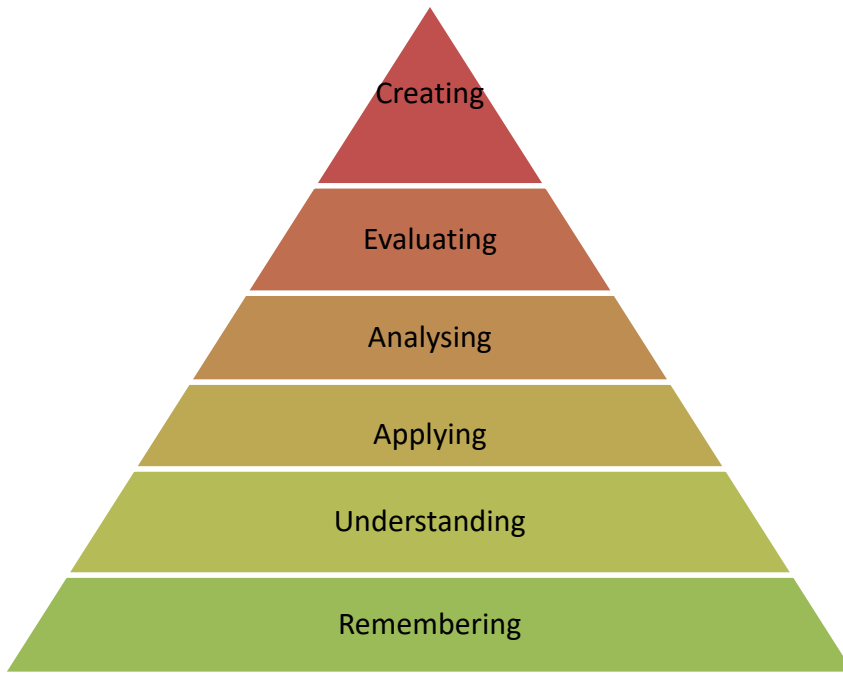 Creating
Evaluating
Analysing
Applying
Understanding
Remembering